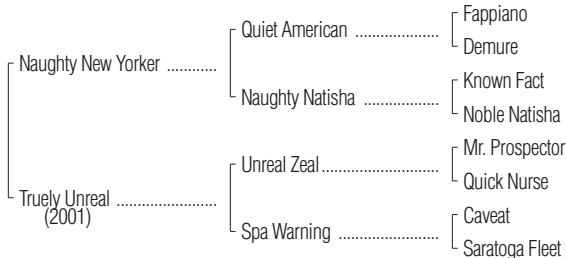 Fappiano
Quiet American ...................
Demure
Naughty New Yorker ............
Known Fact
Naughty Natisha .................
Noble Natisha
Mr. Prospector
Unreal Zeal..........................
Quick Nurse
Truely Unreal .......................
(2001)
Caveat
Spa Warning .......................
Saratoga Fleet